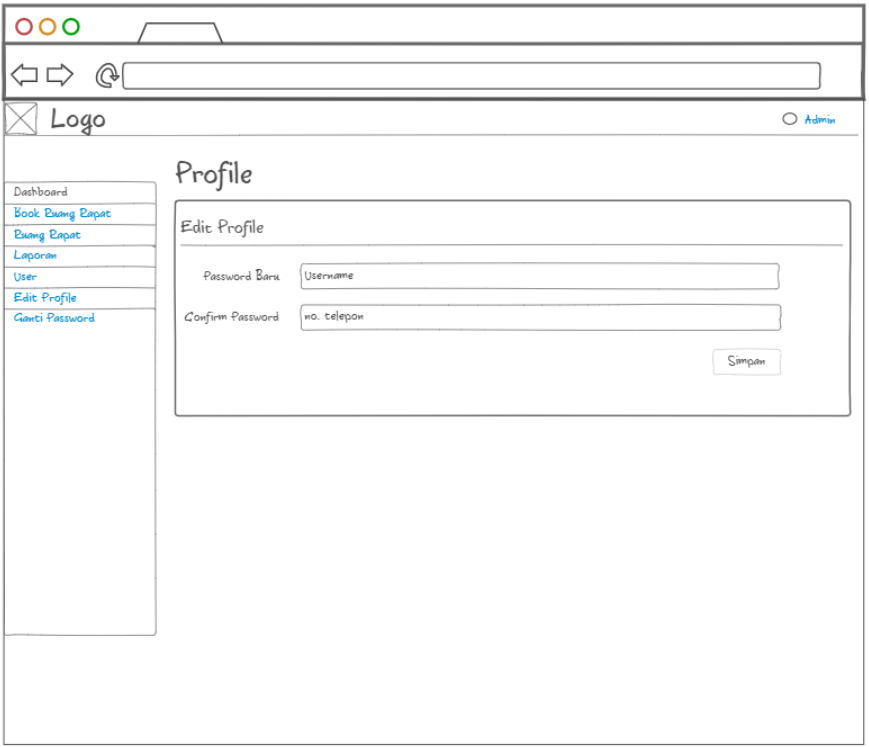 Logo
Admin
Profile
Dashboard
Book Ruang Rapat
Ruang Rapat
Laporan
User
Edit Profile
Ganti Password
Edit Profile
Password Baru
Username
Confirm Password
no. telepon
Simpan